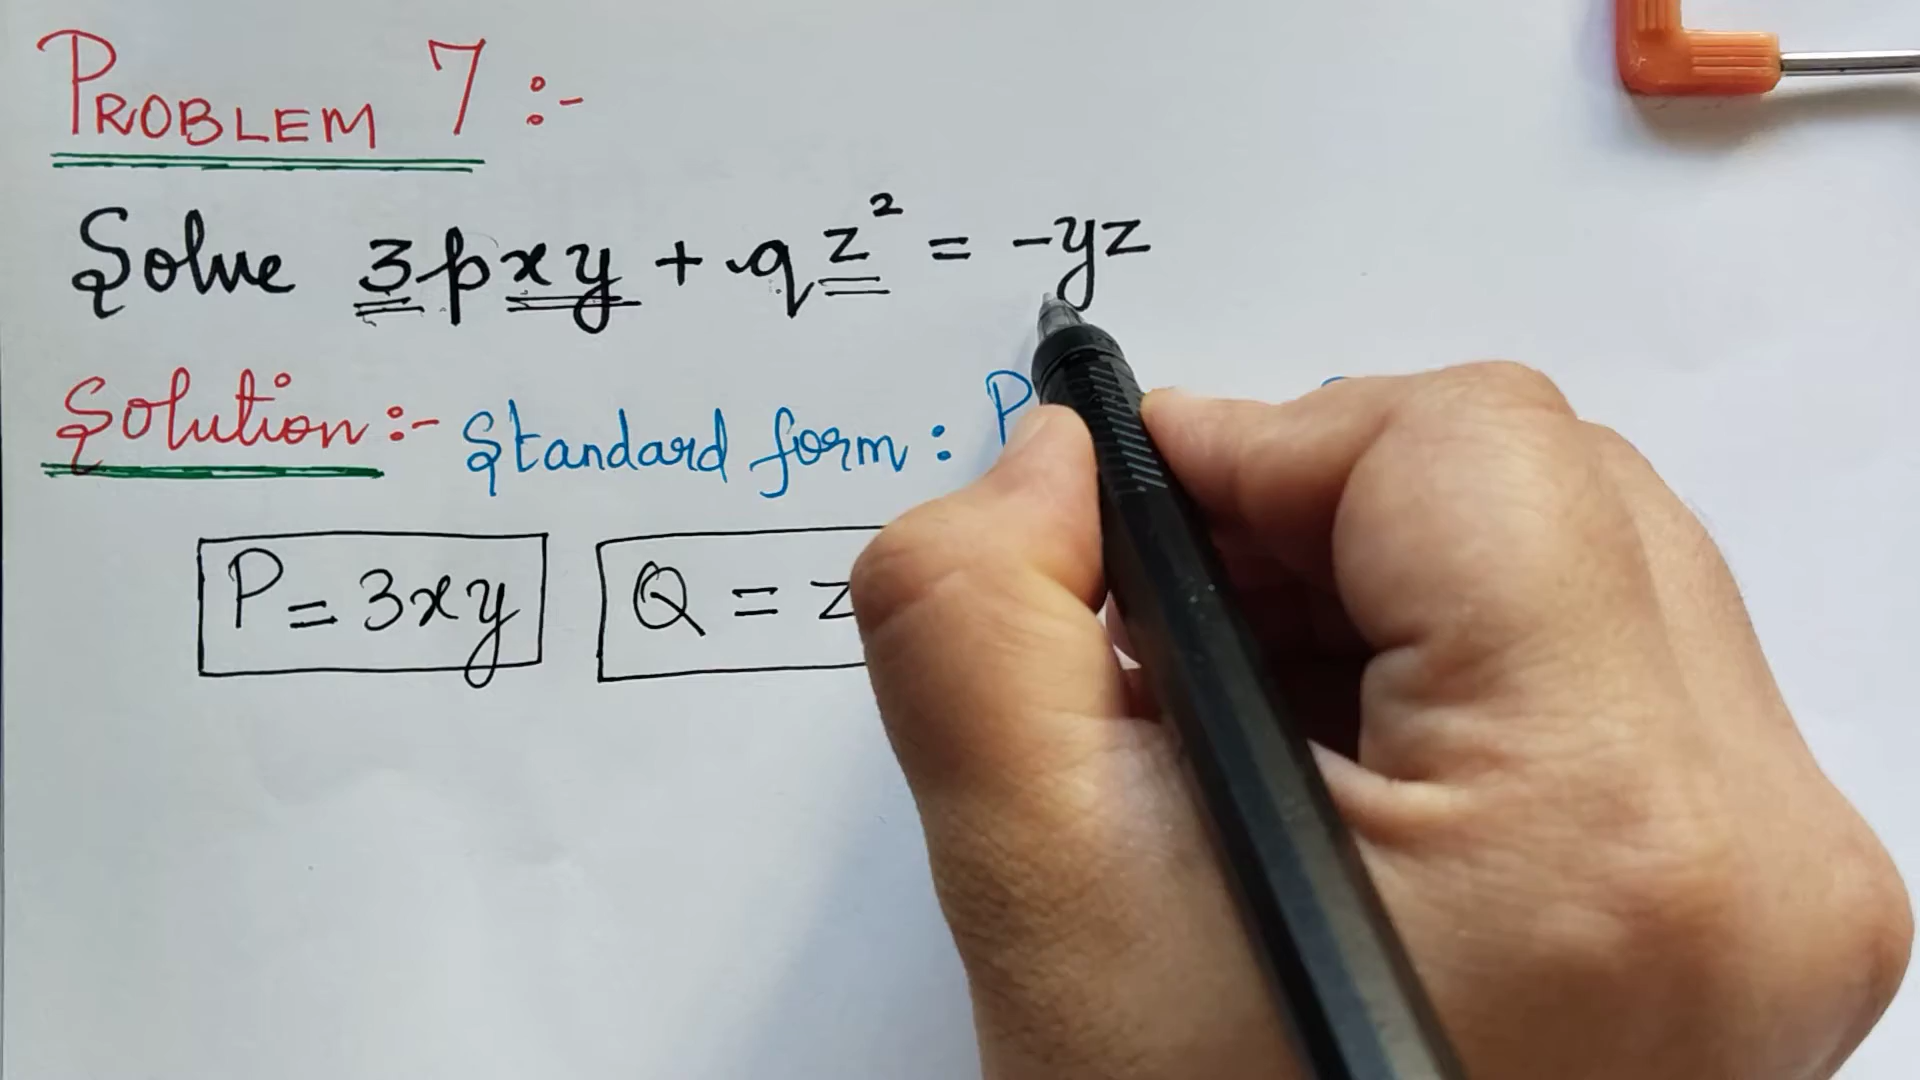 PROBLEM 7 :-
Solve 3pxy + qz² = -yz
Solution :- Standard form : P
P = 3xy Q = z